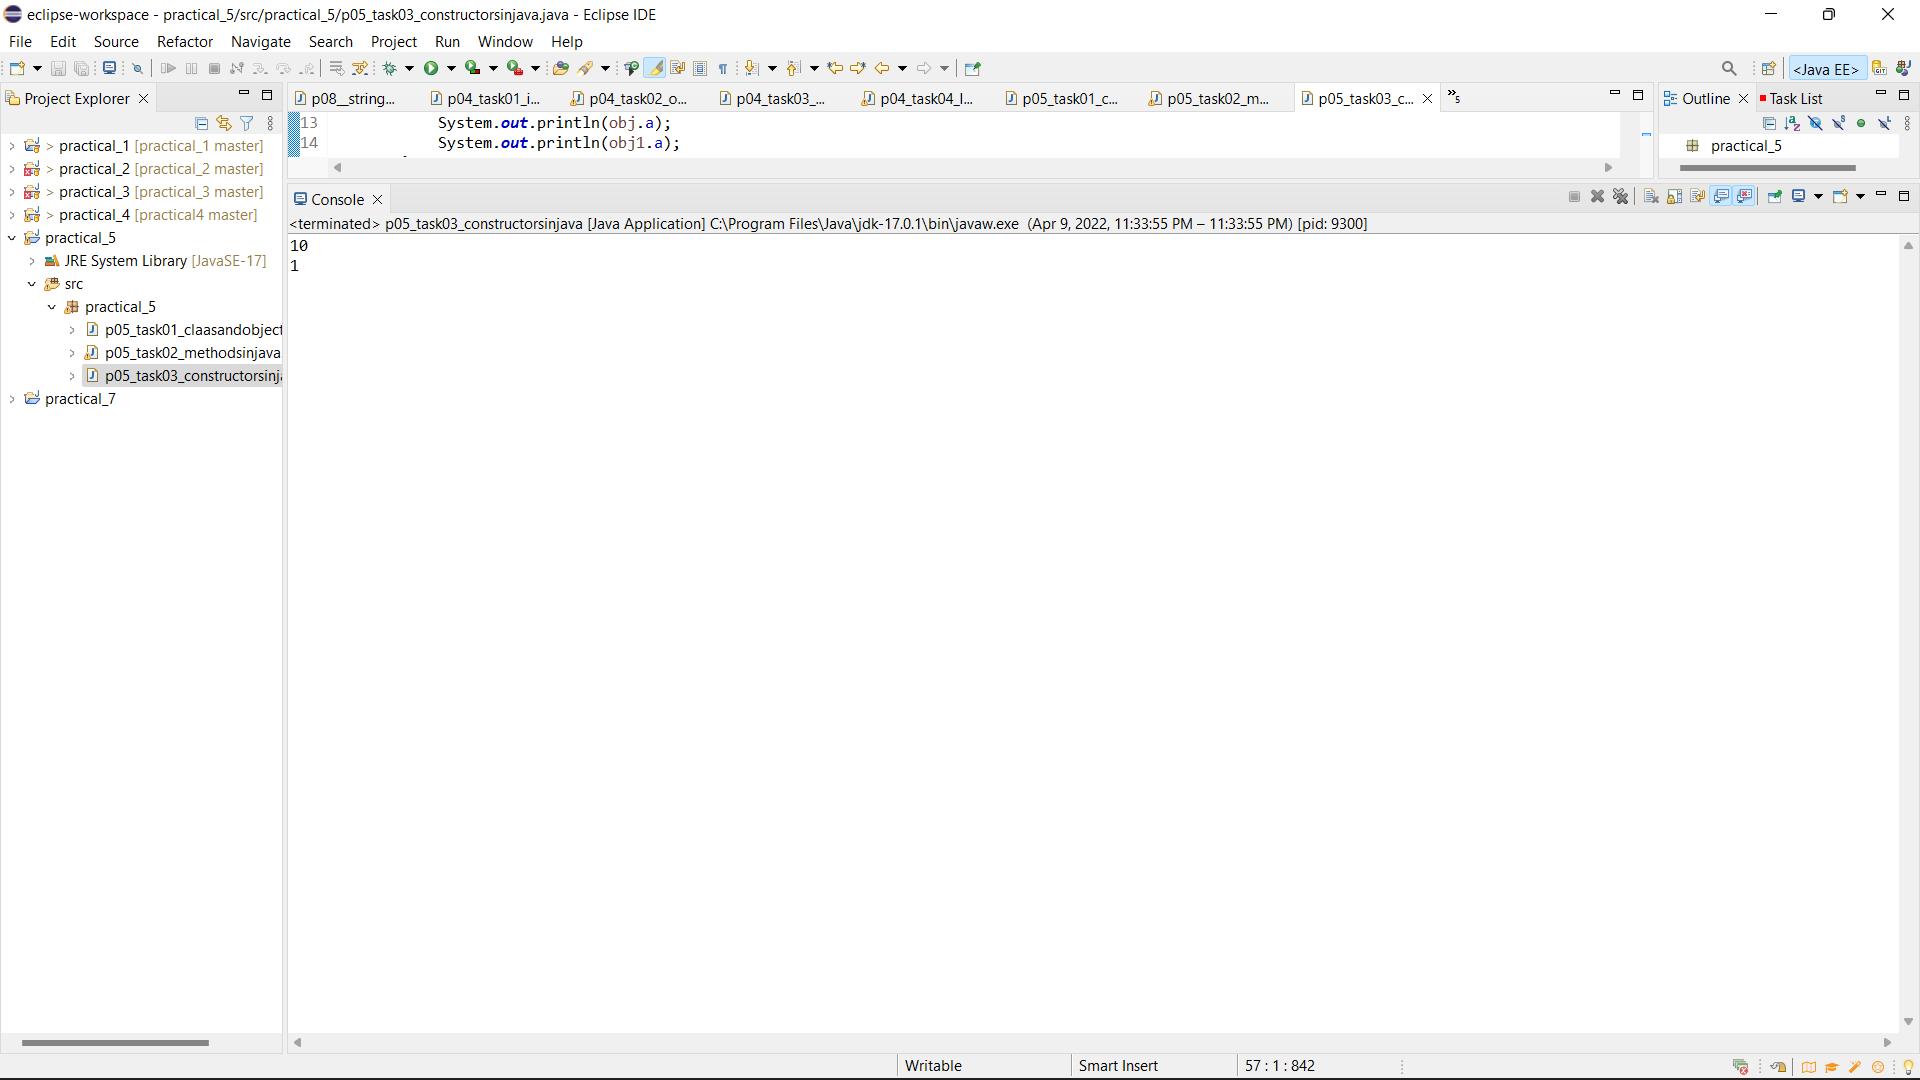 eclipse-workspace - practical_5/src/practical_5/p05_task03_constructorsinjava.java - Eclipse IDE
File Edit Source Refactor Navigate Search Project Run Window Help
<Java EE>
Project Explorer
p08__string...
p04_task01_i...
p04_task02_o...
p04_task03_...
p04_task04_l...
p05_task01_c...
p05_task02_m...
p05_task03_c...
»5
Outline
Task List
> practical_1 [practical_1 master]
> practical_2 [practical_2 master]
> practical_3 [practical_3 master]
> practical_4 [practical4 master]
practical_5
JRE System Library [JavaSE-17]
src
practical_5
p05_task01_claasandobject
p05_task02_methodsinjava
p05_task03_constructorsinj
practical_7
13 System.out.println(obj.a);
14 System.out.println(obj1.a);
practical_5
Console
<terminated> p05_task03_constructorsinjava [Java Application] C:\Program Files\Java\jdk-17.0.1\bin\javaw.exe (Apr 9, 2022, 11:33:55 PM – 11:33:55 PM) [pid: 9300]
10
1
Writable
Smart Insert
57 : 1 : 842